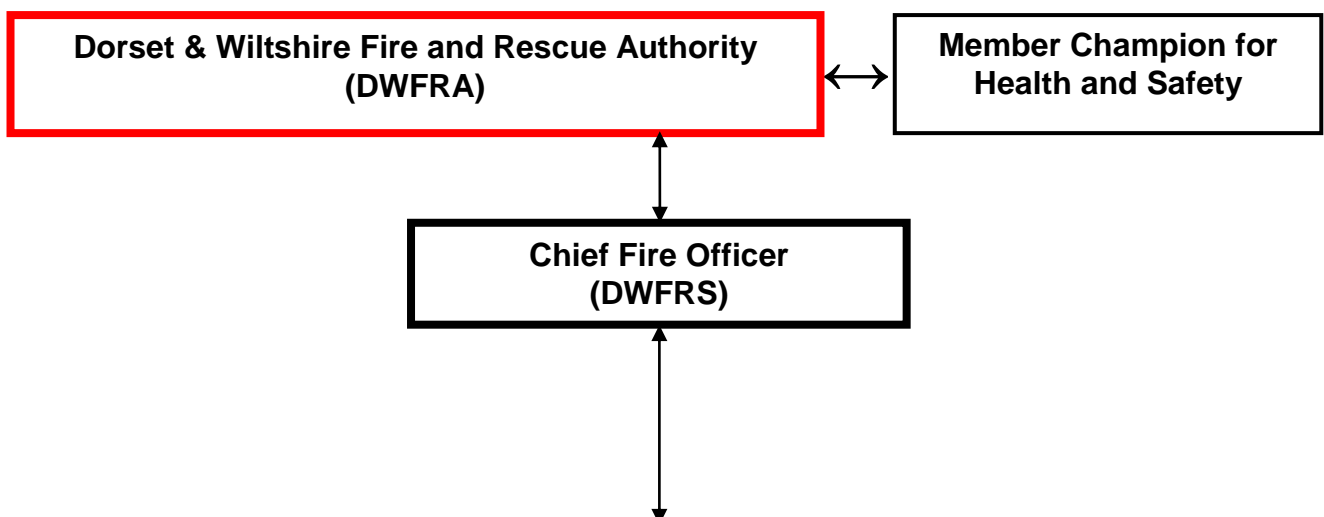 Dorset & Wiltshire Fire and Rescue Authority
(DWFRA)
Member Champion for
Health and Safety
Chief Fire Officer
(DWFRS)